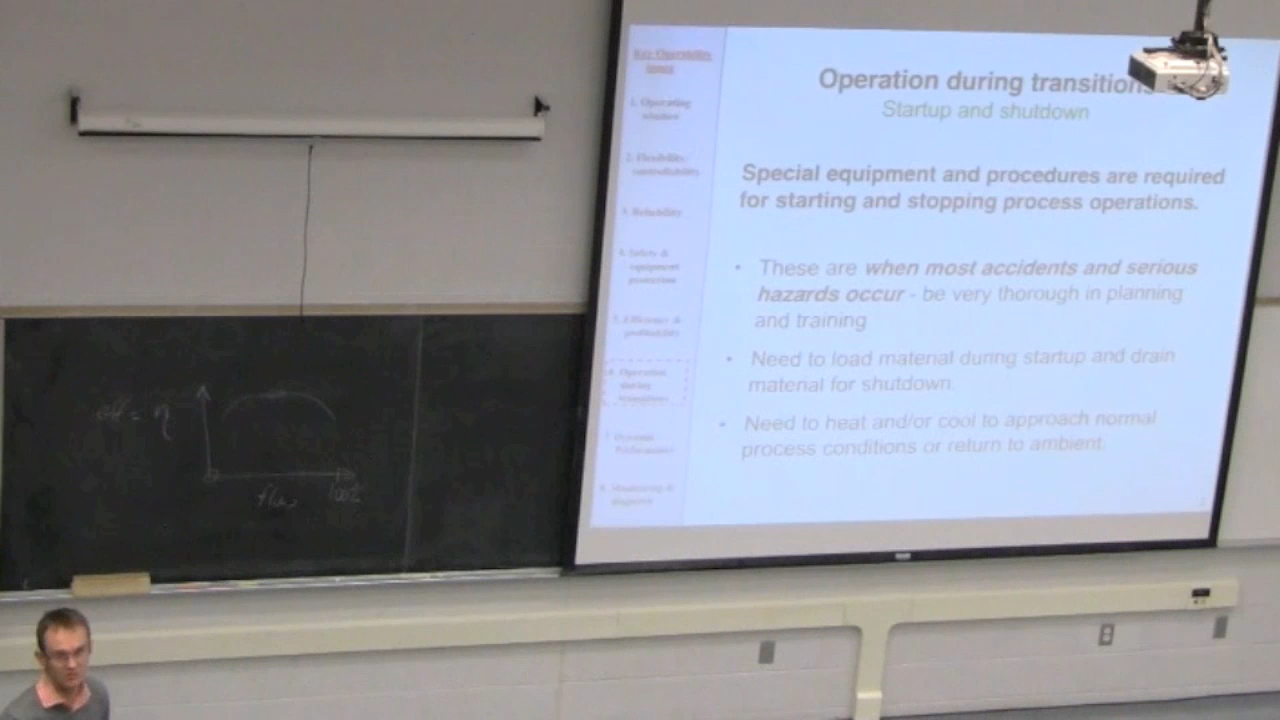 Key Operability
issues
1. Operating
window
2. Flexibility/
controllability
3. Reliability
4. Safety &
equipment
protection
5. Efficiency &
profitability
6. Operation
during
transitions
7. Dynamic
Performance
8. Monitoring &
diagnosis
Operation during transitions
Startup and shutdown
Special equipment and procedures are required
for starting and stopping process operations.
• These are when most accidents and serious
hazards occur - be very thorough in planning
and training
• Need to load material during startup and drain
material for shutdown.
• Need to heat and/or cool to approach normal
process conditions or return to ambient.
eff = η
flow